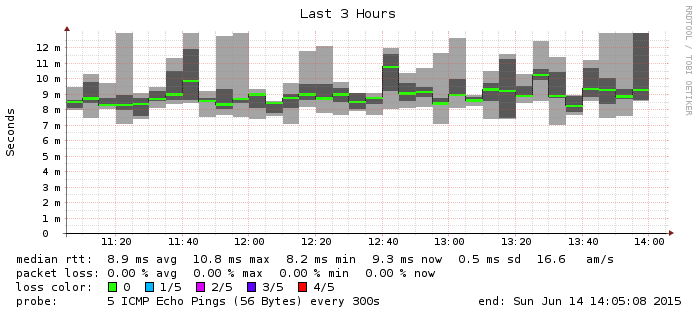 Last 3 Hours
RRDTOOL / TOBI OETIKER
Seconds
12 m
11 m
10 m
9 m
8 m
7 m
6 m
5 m
4 m
3 m
2 m
1 m
0
11:20 11:40 12:00 12:20 12:40 13:00 13:20 13:40 14:00
median rtt: 8.9 ms avg 10.8 ms max 8.2 ms min 9.3 ms now 0.5 ms sd 16.6 am/s
packet loss: 0.00 % avg 0.00 % max 0.00 % min 0.00 % now
loss color: 0 1/5 2/5 3/5 4/5
probe: 5 ICMP Echo Pings (56 Bytes) every 300s end: Sun Jun 14 14:05:08 2015